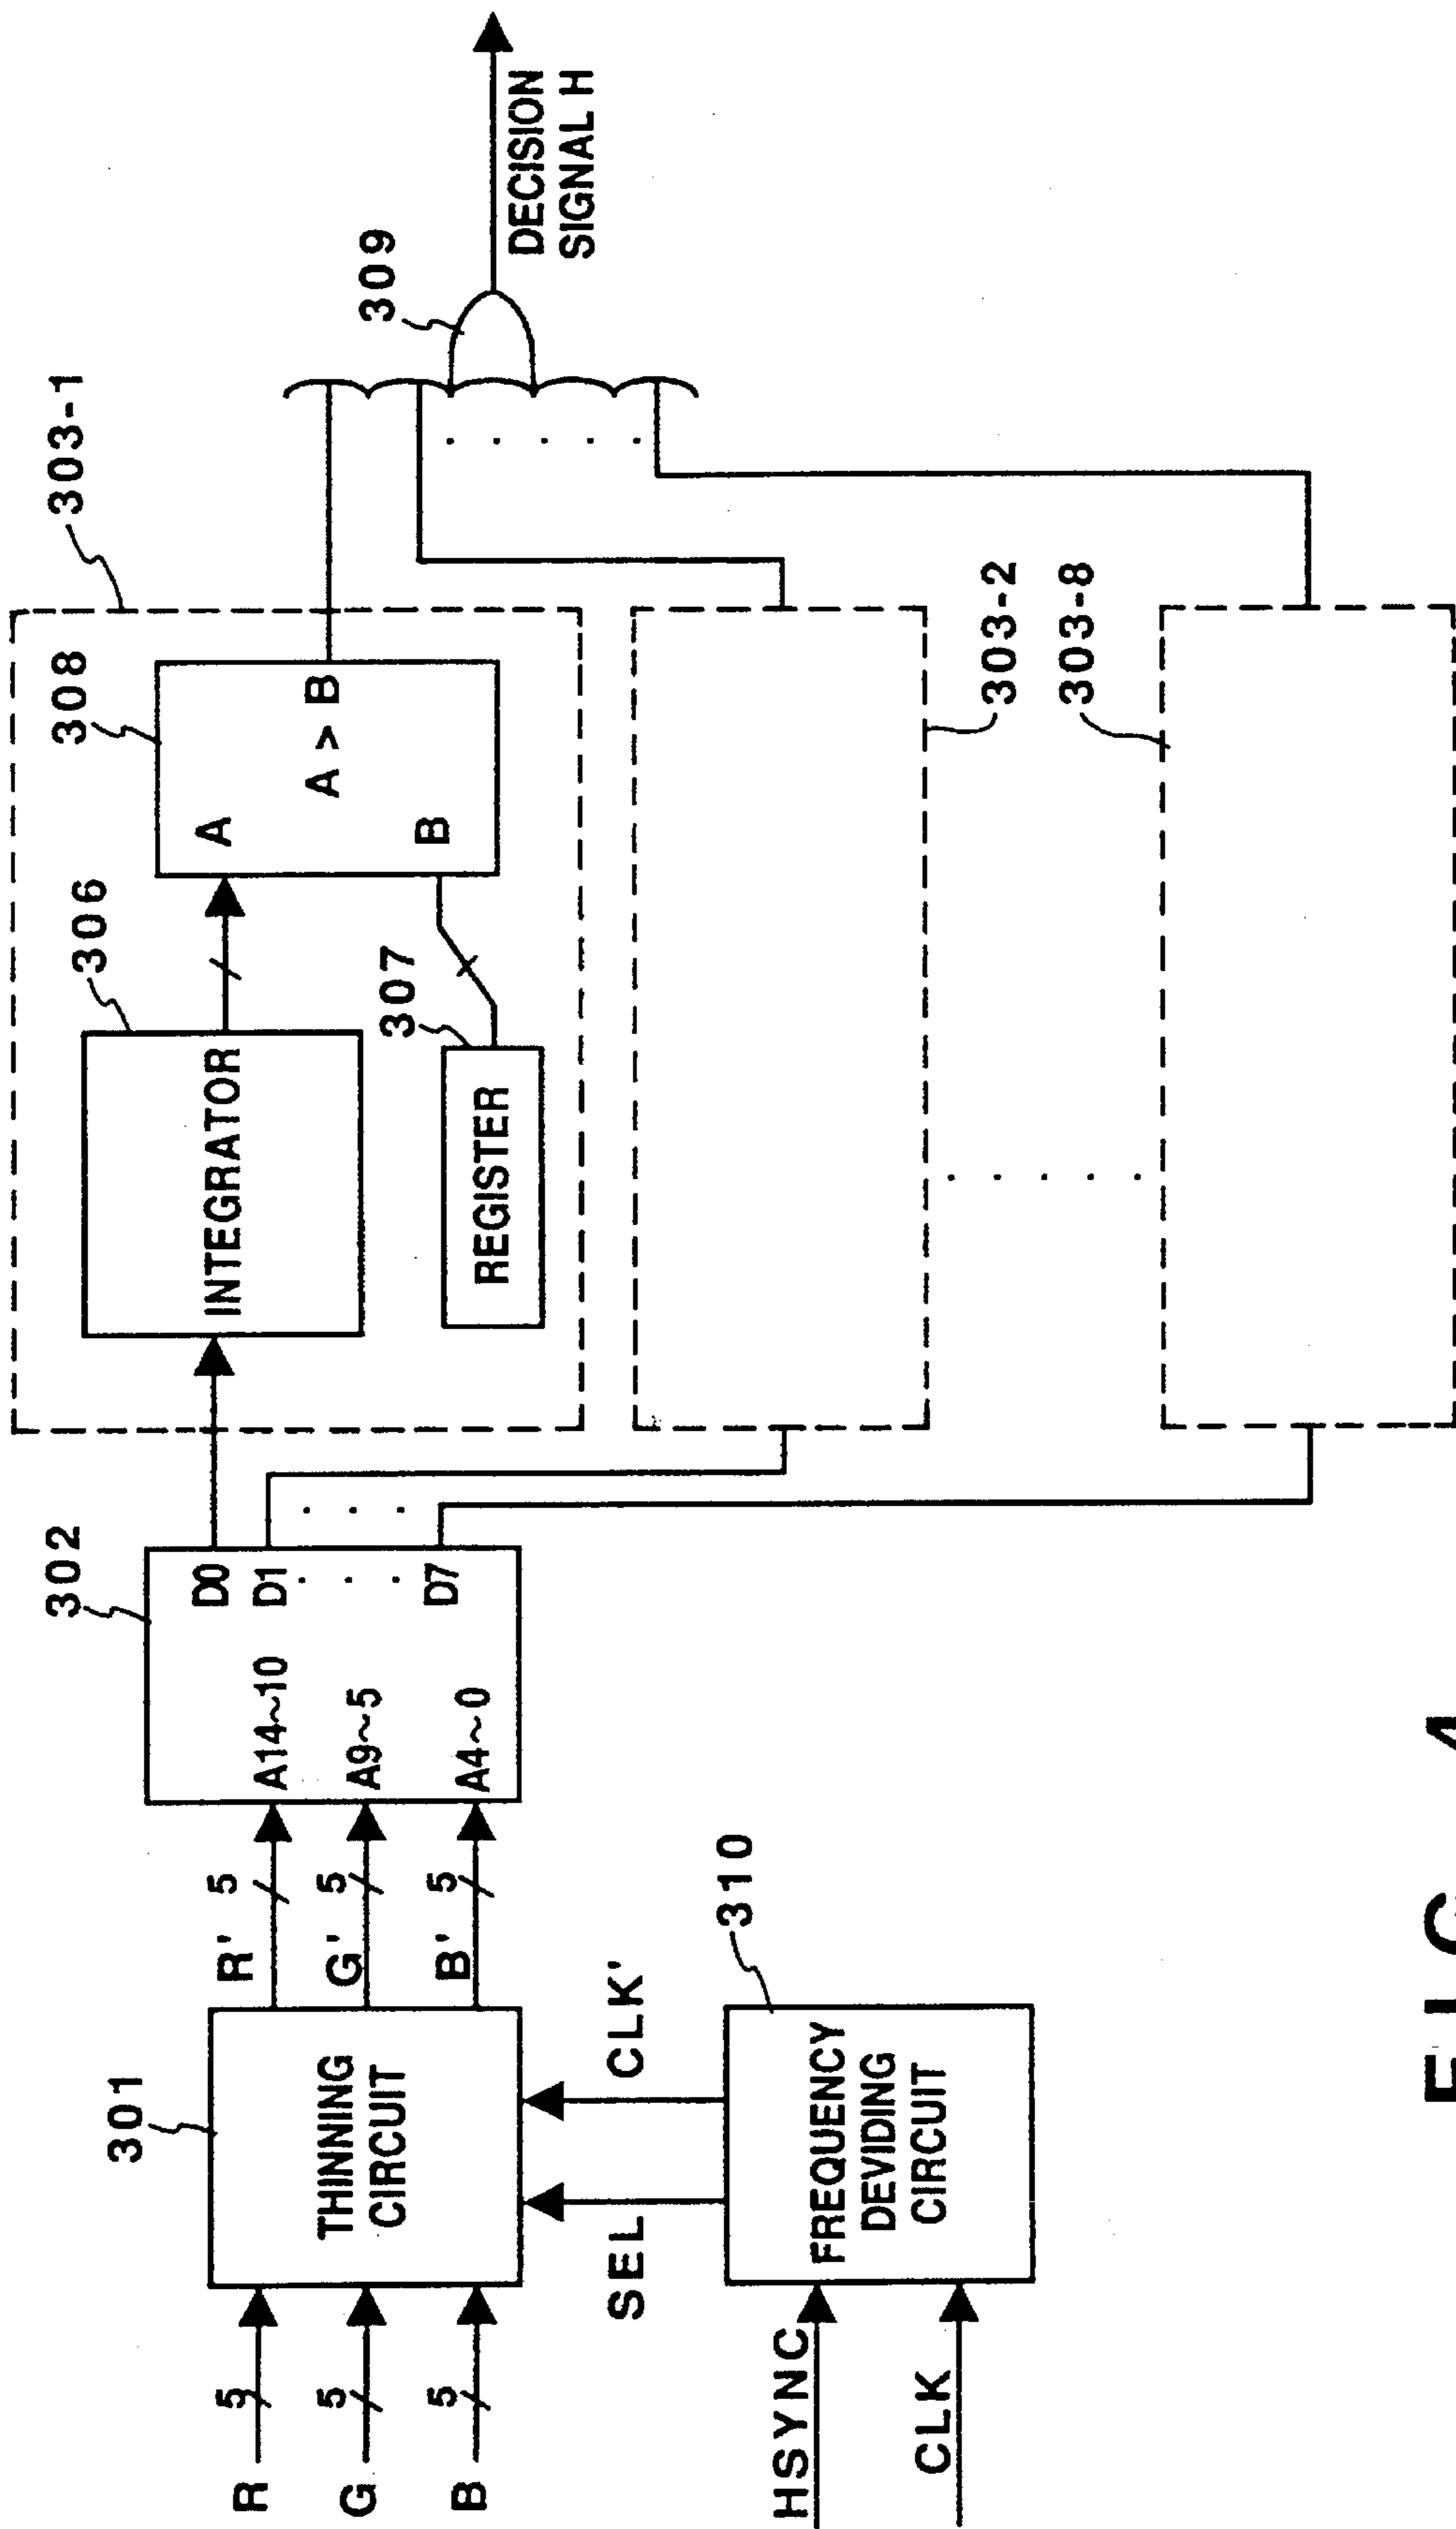 R
5
G
5
B
5
301
THINNING
CIRCUIT
R'
5
G'
5
B'
5
302
A14~10
A9~5
A4~0
D0
D1
D7
SEL
CLK'
HSYNC
CLK
310
FREQUENCY
DEVIDING
CIRCUIT
303-1
306
INTEGRATOR
307
REGISTER
308
A
A > B
B
303-2
303-8
309
DECISION
SIGNAL H
FIG. 4